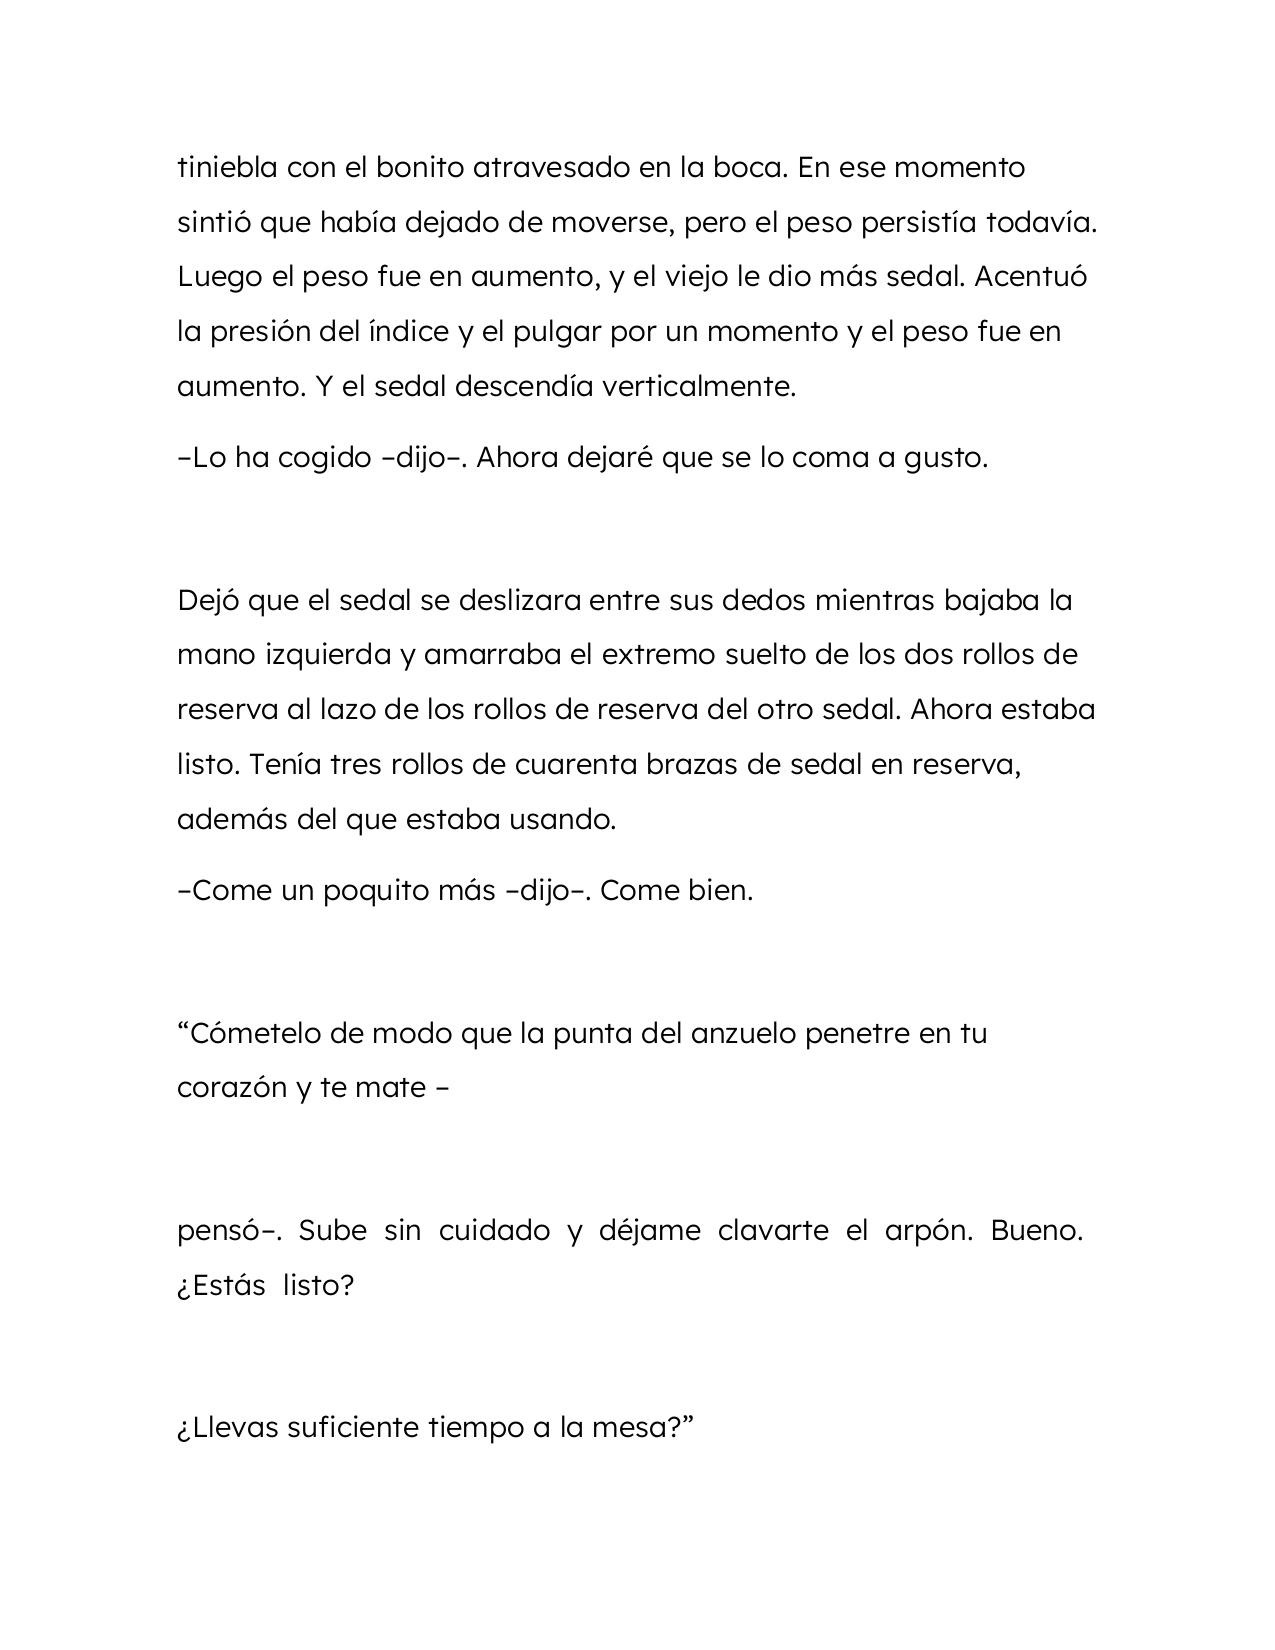 tiniebla con el bonito atravesado en la boca. En ese momento
sintió que había dejado de moverse, pero el peso persistía todavía.
Luego el peso fue en aumento, y el viejo le dio más sedal. Acentuó
la presión del índice y el pulgar por un momento y el peso fue en
aumento. Y el sedal descendía verticalmente.
–Lo ha cogido –dijo–. Ahora dejaré que se lo coma a gusto.
Dejó que el sedal se deslizara entre sus dedos mientras bajaba la
mano izquierda y amarraba el extremo suelto de los dos rollos de
reserva al lazo de los rollos de reserva del otro sedal. Ahora estaba
listo. Tenía tres rollos de cuarenta brazas de sedal en reserva,
además del que estaba usando.
–Come un poquito más –dijo–. Come bien.
“Cómetelo de modo que la punta del anzuelo penetre en tu
corazón y te mate –
pensó–. Sube sin cuidado y déjame clavarte el arpón. Bueno.
¿Estás listo?
¿Llevas suficiente tiempo a la mesa?”